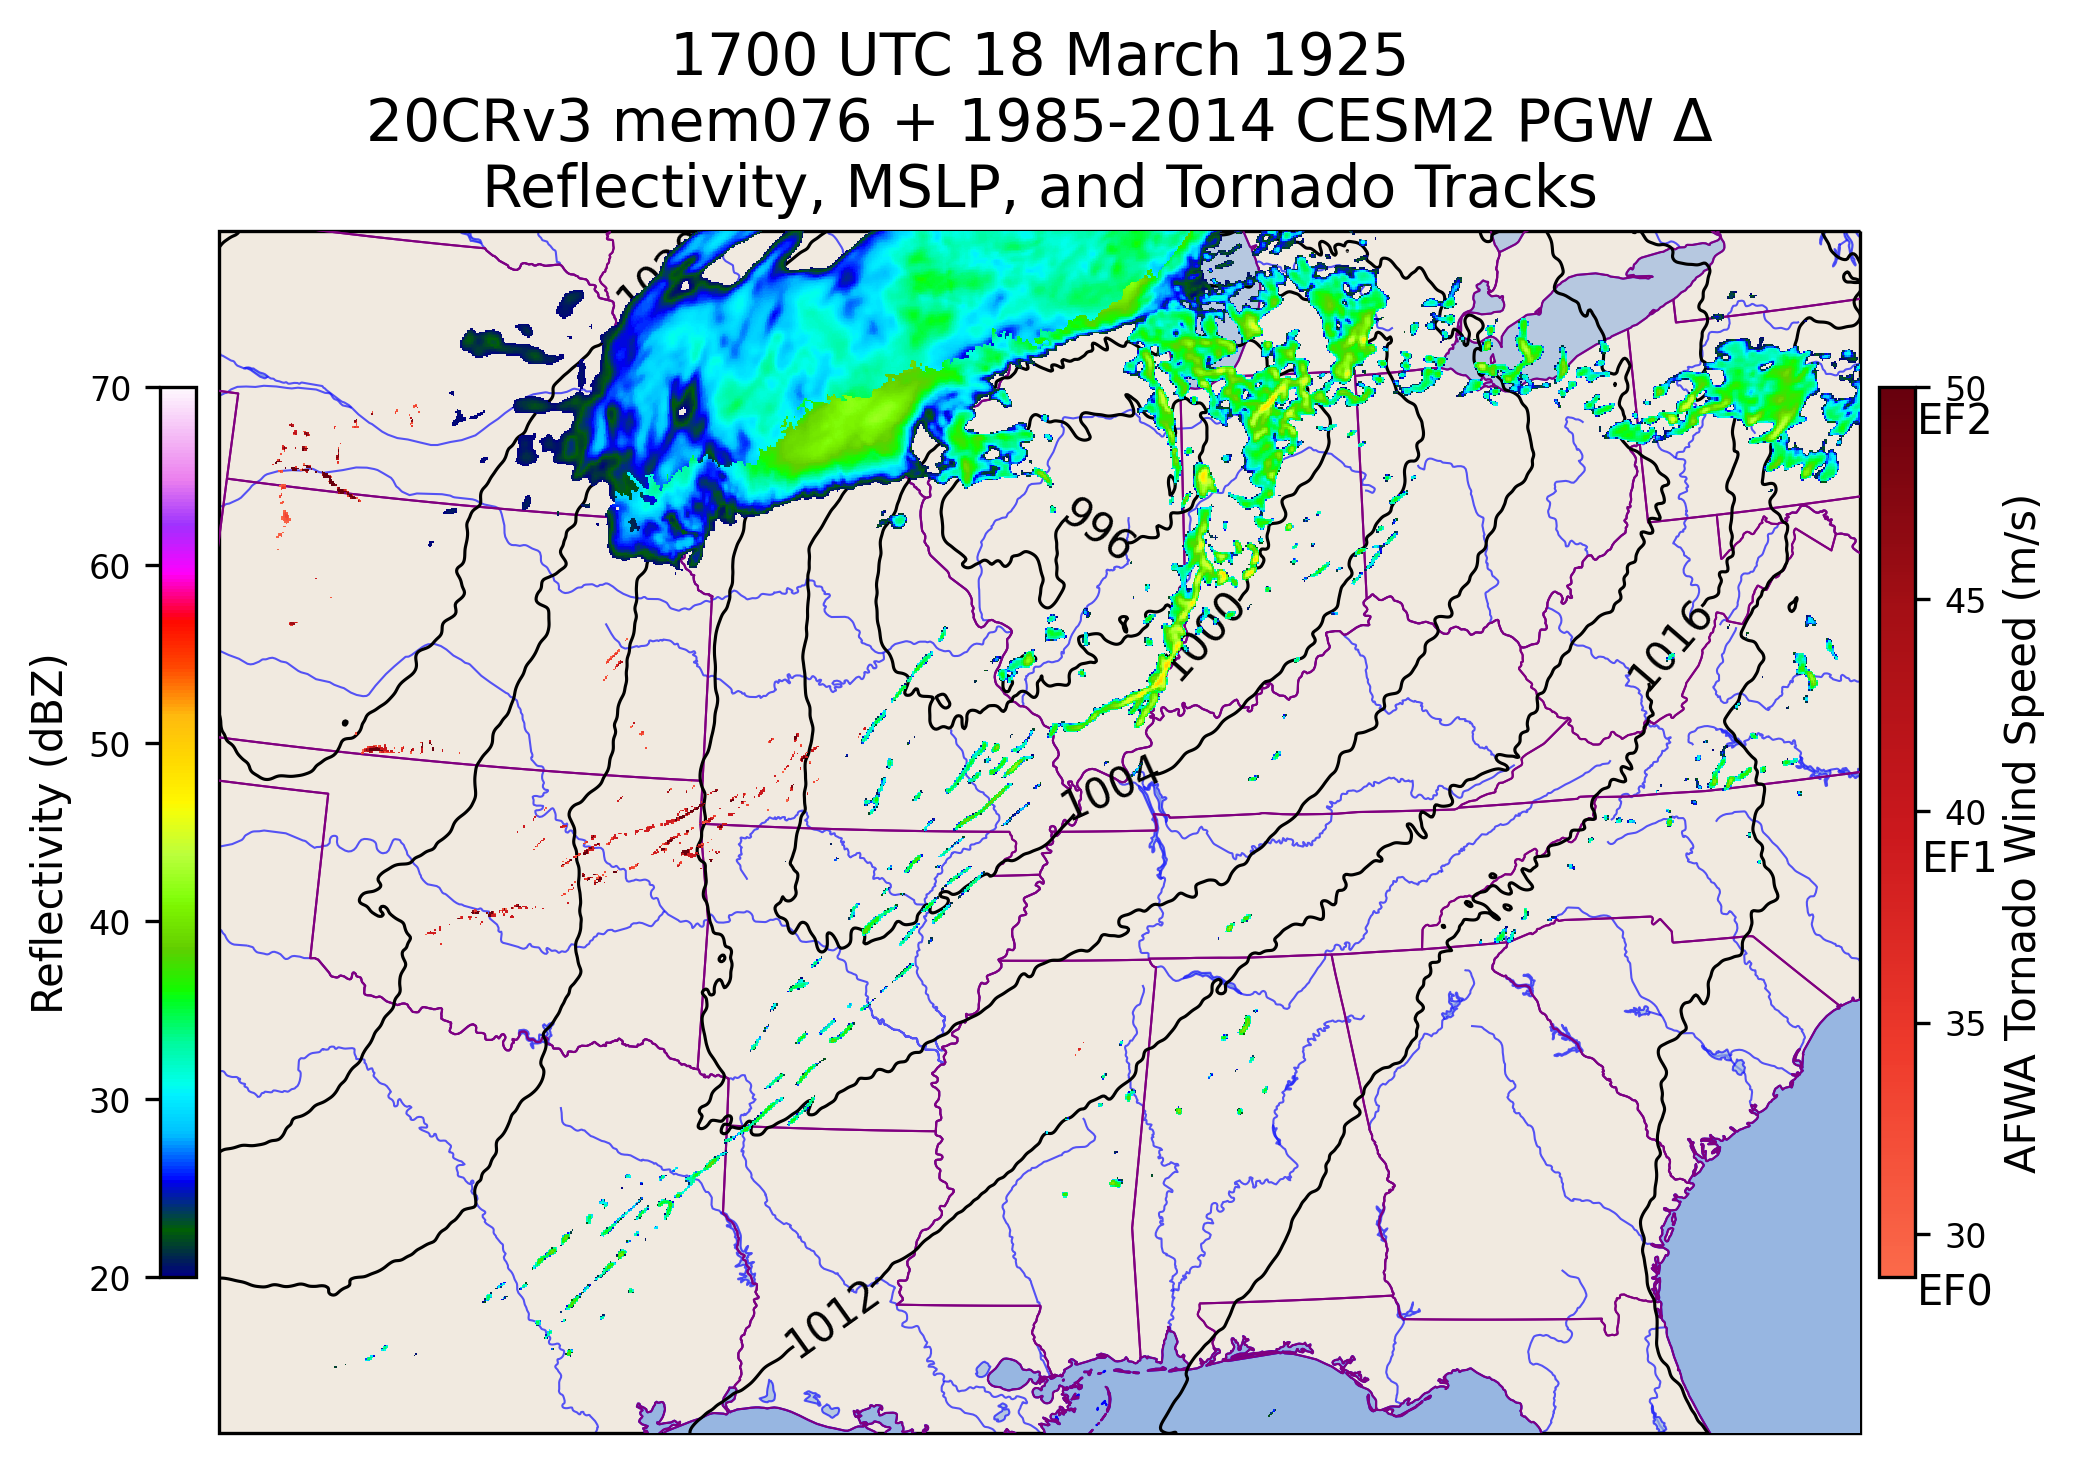 1700 UTC 18 March 1925
20CRv3 mem076 + 1985-2014 CESM2 PGW Δ
Reflectivity, MSLP, and Tornado Tracks
70
60
50
40
30
20
Reflectivity (dBZ)
996
1000
1004
1012
1016
50
EF2
45
40
EF1
35
30
EF0
AFWA Tornado Wind Speed (m/s)